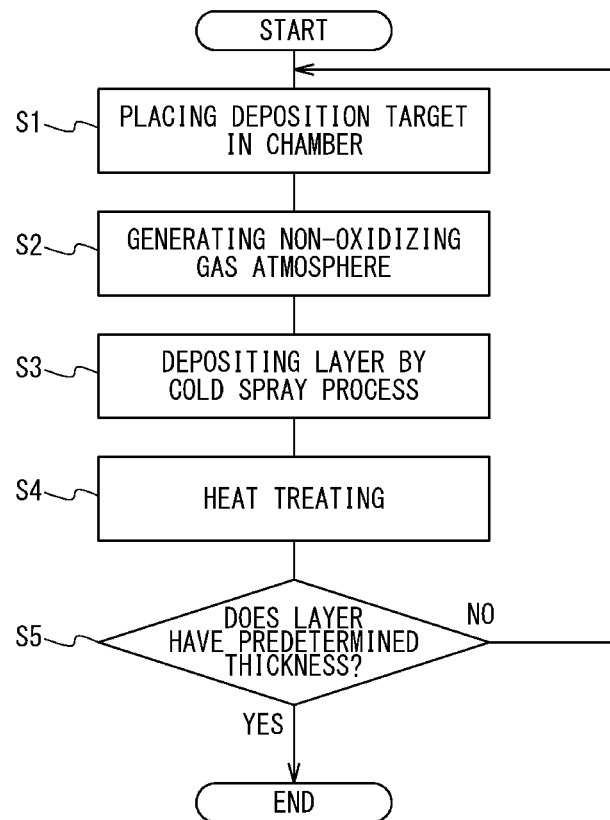 START
S1
PLACING DEPOSITION TARGET
IN CHAMBER
S2
GENERATING NON-OXIDIZING
GAS ATMOSPHERE
S3
DEPOSITING LAYER BY
COLD SPRAY PROCESS
S4
HEAT TREATING
S5
DOES LAYER
HAVE PREDETERMINED
THICKNESS?
NO
YES
END